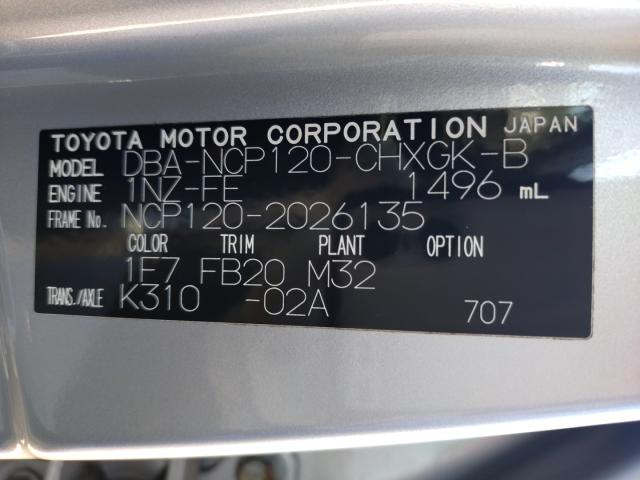 TOYOTA MOTOR CORPORATION JAPAN
MODEL DBA-NCP120-CHXGK-B
ENGINE 1NZ-FE 1496 mL
FRAME No. NCP120-2026135
COLOR TRIM PLANT OPTION
1F7 FB20 M32
TRANS./AXLE K310 -02A 707